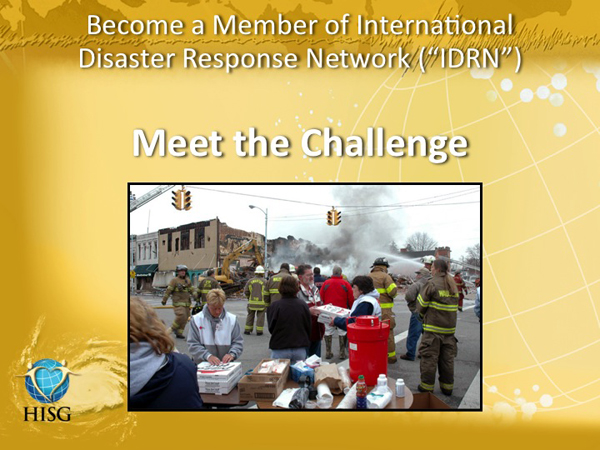 Become a Member of International
Disaster Response Network (“IDRN”)
Meet the Challenge
HISG